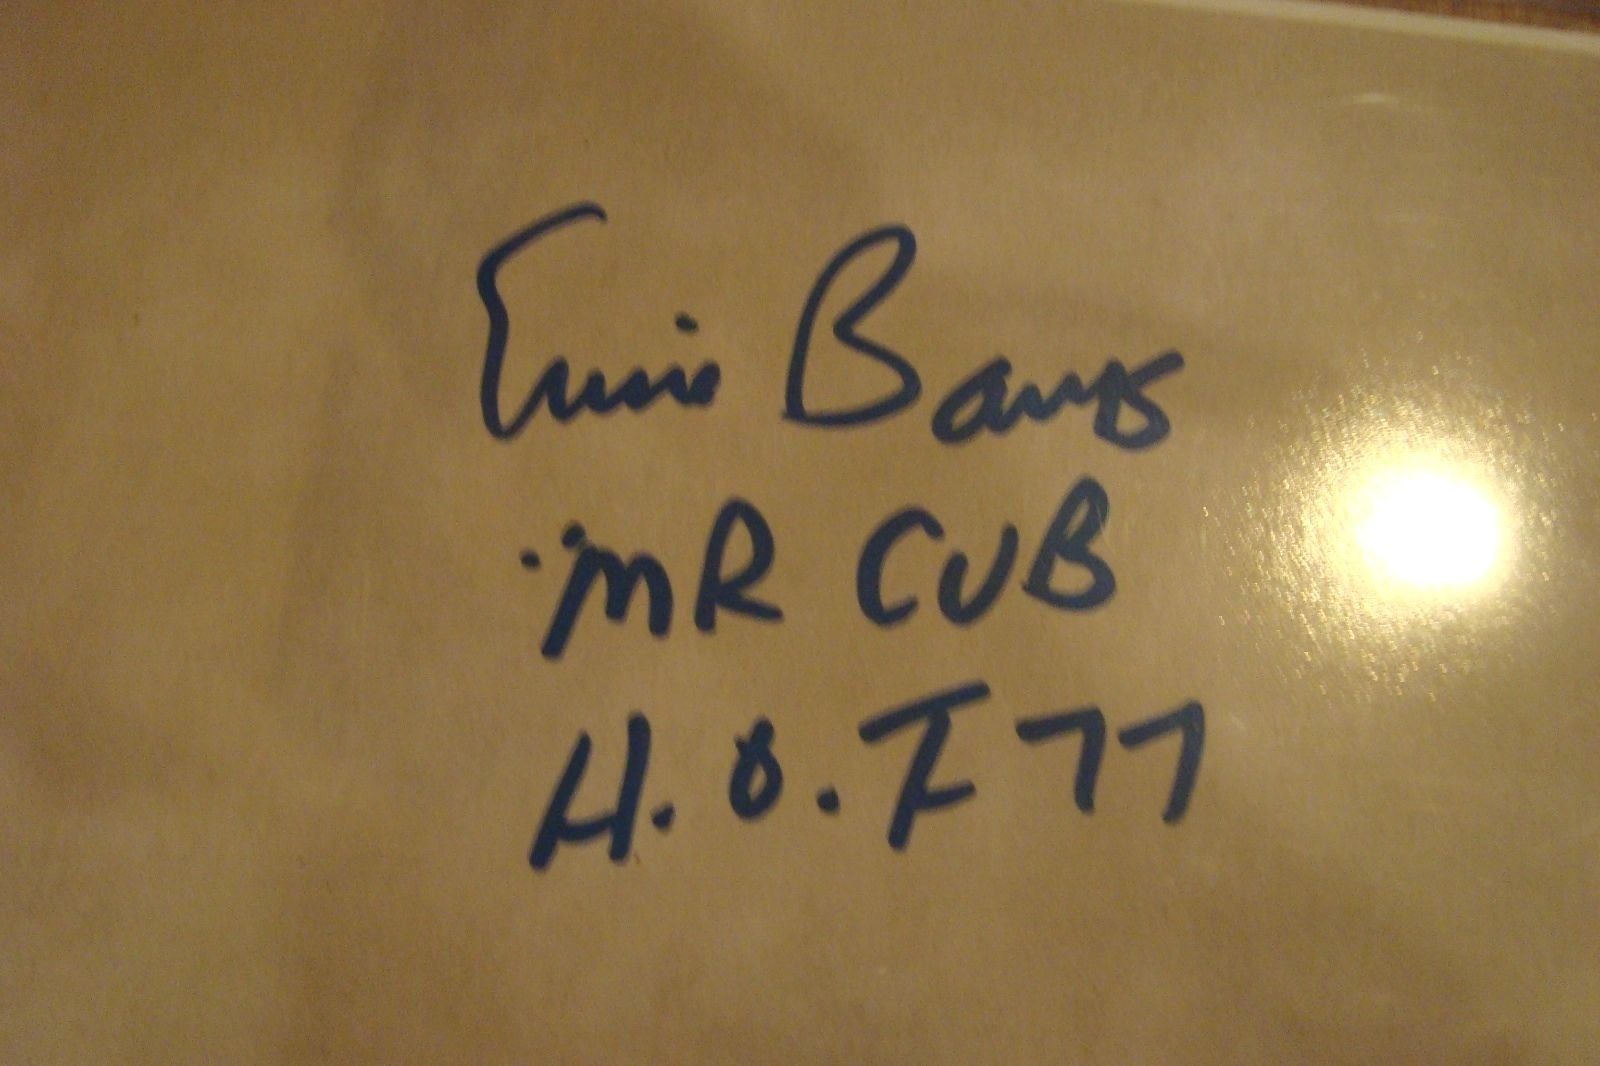 Ernie Banks
MR CUB
H.O.F 77